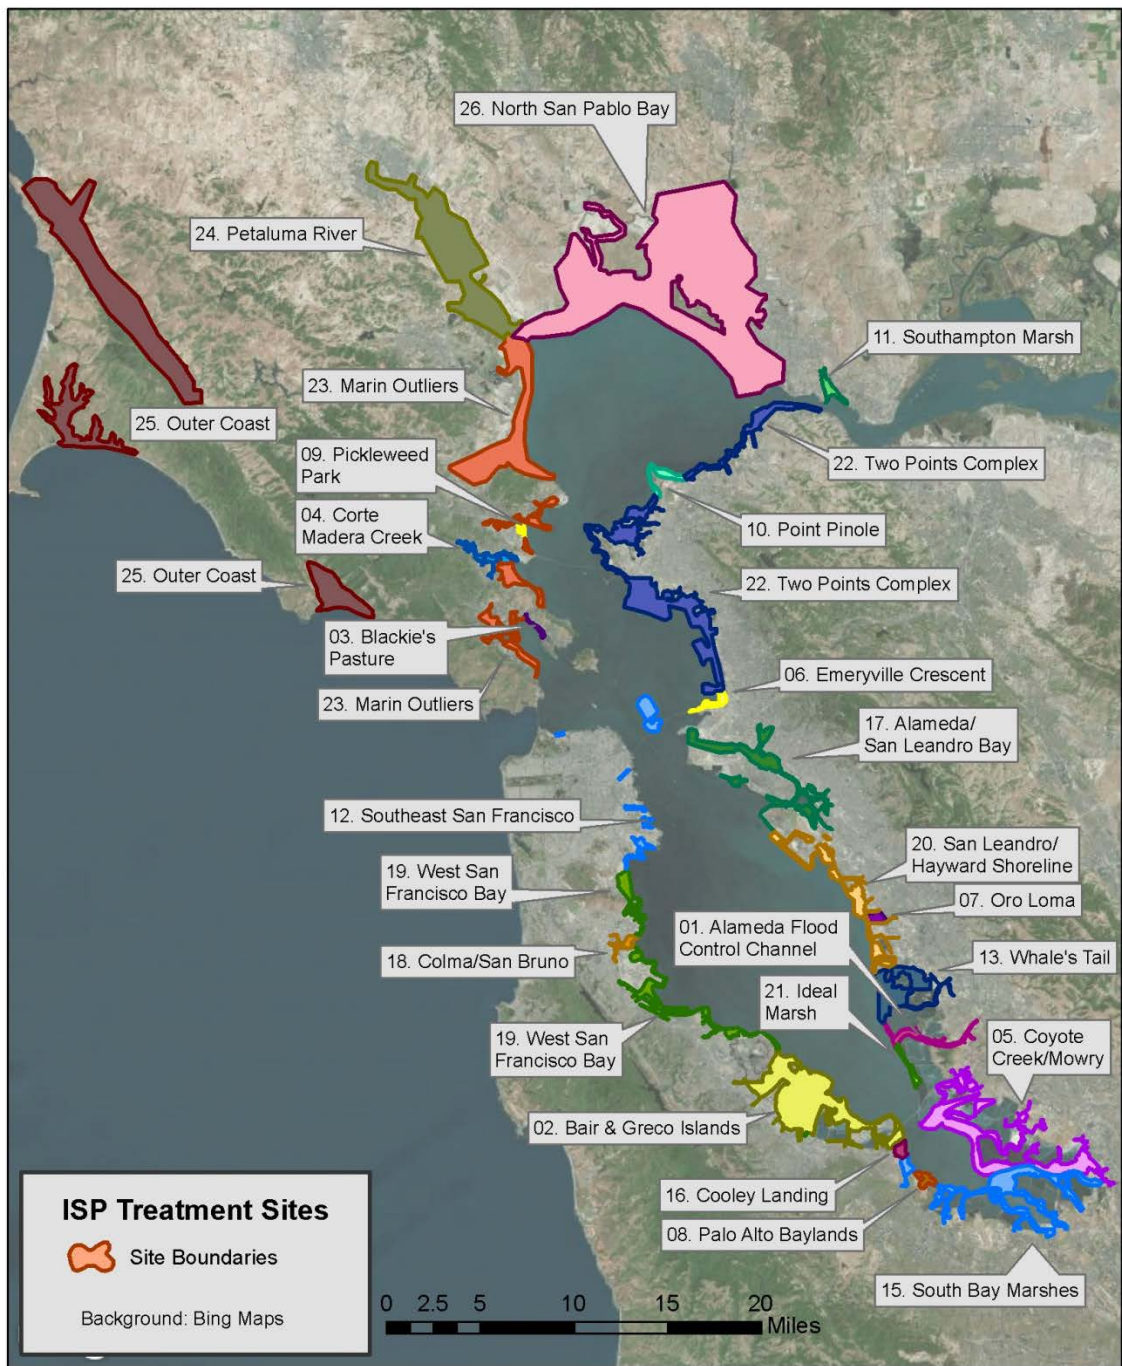 26. North San Pablo Bay
24. Petaluma River
11. Southampton Marsh
23. Marin Outliers
25. Outer Coast
09. Pickleweed
Park
22. Two Points Complex
04. Corte
Madera Creek
10. Point Pinole
25. Outer Coast
22. Two Points Complex
03. Blackie's
Pasture
06. Emeryville Crescent
23. Marin Outliers
17. Alameda/
San Leandro Bay
12. Southeast San Francisco
20. San Leandro/
Hayward Shoreline
19. West San
Francisco Bay
07. Oro Loma
01. Alameda Flood
Control Channel
13. Whale's Tail
18. Colma/San Bruno
21. Ideal
Marsh
19. West San
Francisco Bay
05. Coyote
Creek/Mowry
02. Bair & Greco Islands
16. Cooley Landing
08. Palo Alto Baylands
15. South Bay Marshes
ISP Treatment Sites
Site Boundaries
Background: Bing Maps
0 2.5 5 10 15 20
Miles